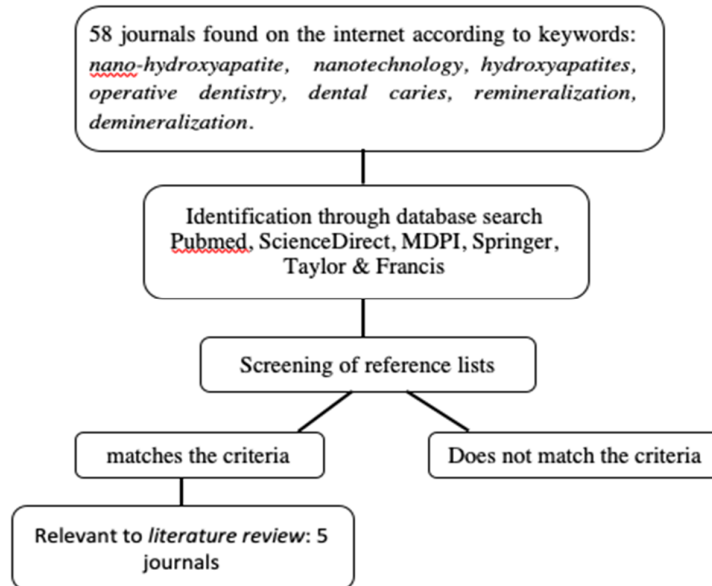 58 journals found on the internet according to keywords:
nano-hydroxyapatite, nanotechnology, hydroxyapatites,
operative dentistry, dental caries, remineralization,
demineralization.
Identification through database search
Pubmed, ScienceDirect, MDPI, Springer,
Taylor & Francis
Screening of reference lists
matches the criteria
Does not match the criteria
Relevant to literature review: 5
journals